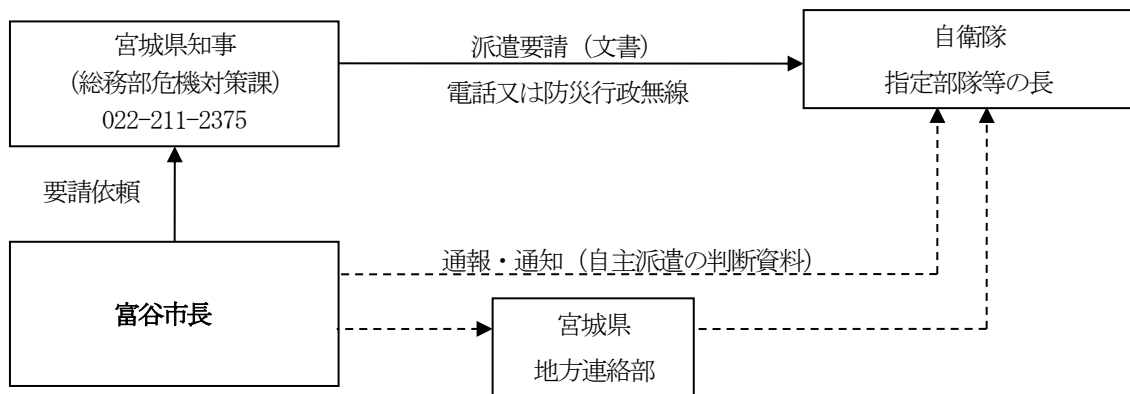 宮城県知事
(総務部危機対策課)
022-211-2375
派遣要請（文書）
電話又は防災行政無線
自衛隊
指定部隊等の長
要請依頼
通報・通知（自主派遣の判断資料）
富谷市長
宮城県
地方連絡部